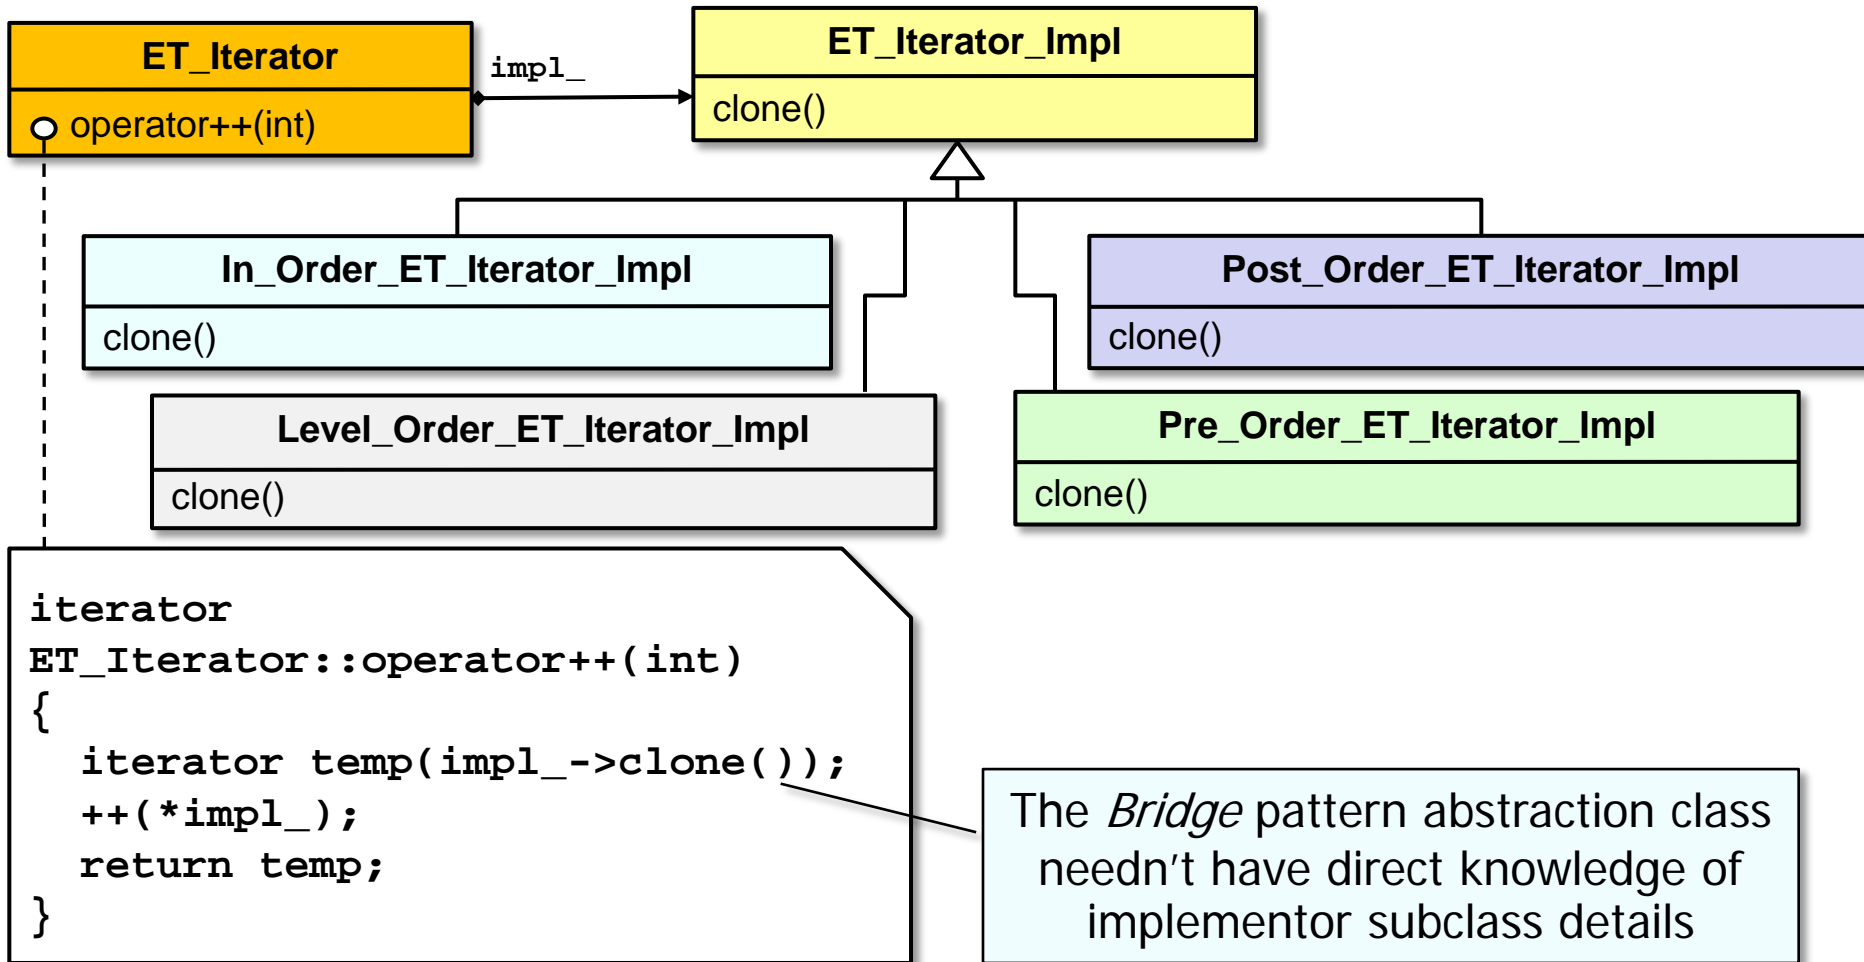 ET_Iterator
operator++(int)
impl_
ET_Iterator_Impl
clone()
In_Order_ET_Iterator_Impl
clone()
Post_Order_ET_Iterator_Impl
clone()
Level_Order_ET_Iterator_Impl
clone()
Pre_Order_ET_Iterator_Impl
clone()
iterator
ET_Iterator::operator++(int)
{
iterator temp(impl_->clone());
++(*impl_);
return temp;
}
The Bridge pattern abstraction class
needn't have direct knowledge of
implementor subclass details